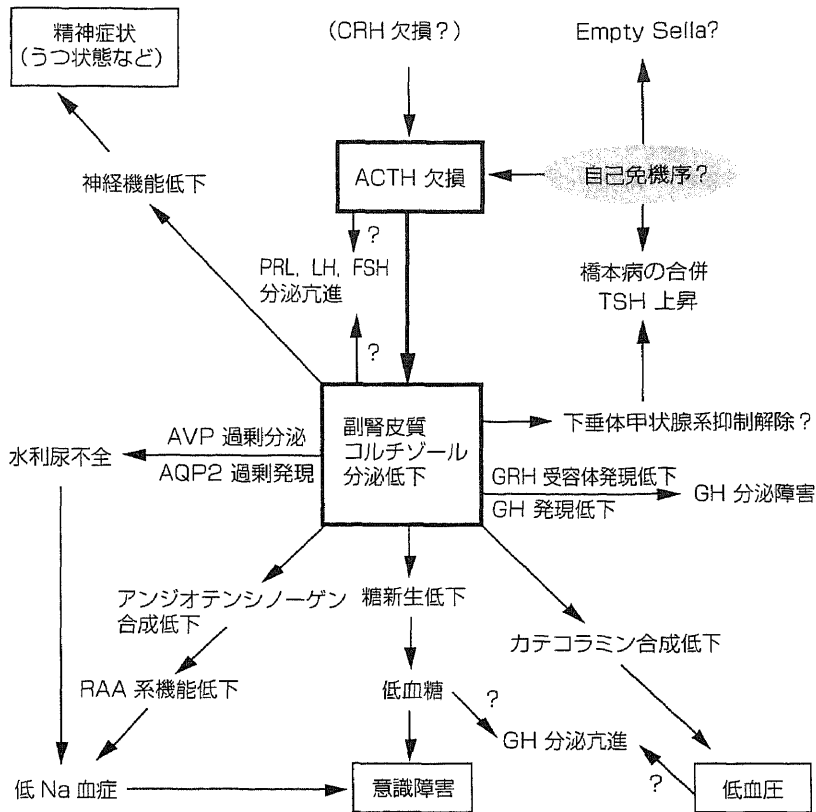 精神症状
(うつ状態など)
(CRH 欠損？)
Empty Sella?
神経機能低下
ACTH 欠損
自己免機序？
?
PRL, LH, FSH
分泌亢進
?
橋本病の合併
TSH 上昇
副腎皮質
コルチゾール
分泌低下
下垂体甲状腺系抑制解除？
水利尿不全
AVP 過剰分泌
AQP2 過剰発現
GRH 受容体発現低下
GH 発現低下
GH 分泌障害
アンジオテンシノーゲン
合成低下
糖新生低下
カテコラミン合成低下
RAA 系機能低下
低血糖
?
GH 分泌亢進
?
低 Na 血症
意識障害
低血圧